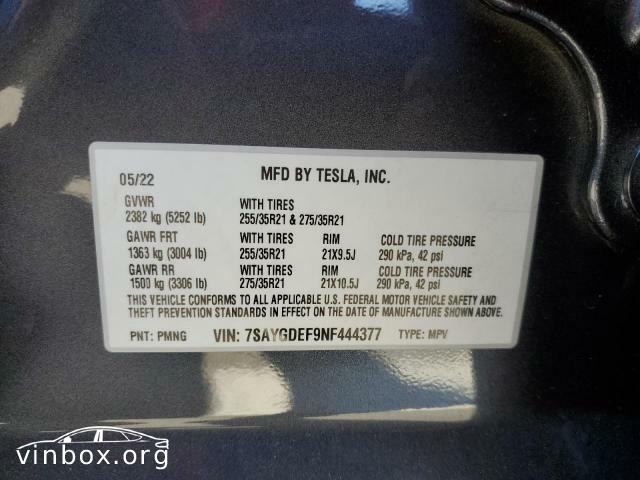 05/22 MFD BY TESLA, INC.
GVWR WITH TIRES
2382 kg (5252 lb) 255/35R21 & 275/35R21
GAWR FRT WITH TIRES RIM COLD TIRE PRESSURE
1363 kg (3004 lb) 255/35R21 21X9.5J 290 kPa, 42 psi
GAWR RR WITH TIRES RIM COLD TIRE PRESSURE
1500 kg (3306 lb) 275/35R21 21X10.5J 290 kPa, 42 psi
THIS VEHICLE CONFORMS TO ALL APPLICABLE U.S. FEDERAL MOTOR VEHICLE SAFETY AND
THEFT PREVENTION STANDARDS IN EFFECT ON THE DATE OF MANUFACTURE SHOWN ABOVE.
PNT: PMNG VIN: 7SAYGDEF9NF444377 TYPE: MPV
vinbox.org